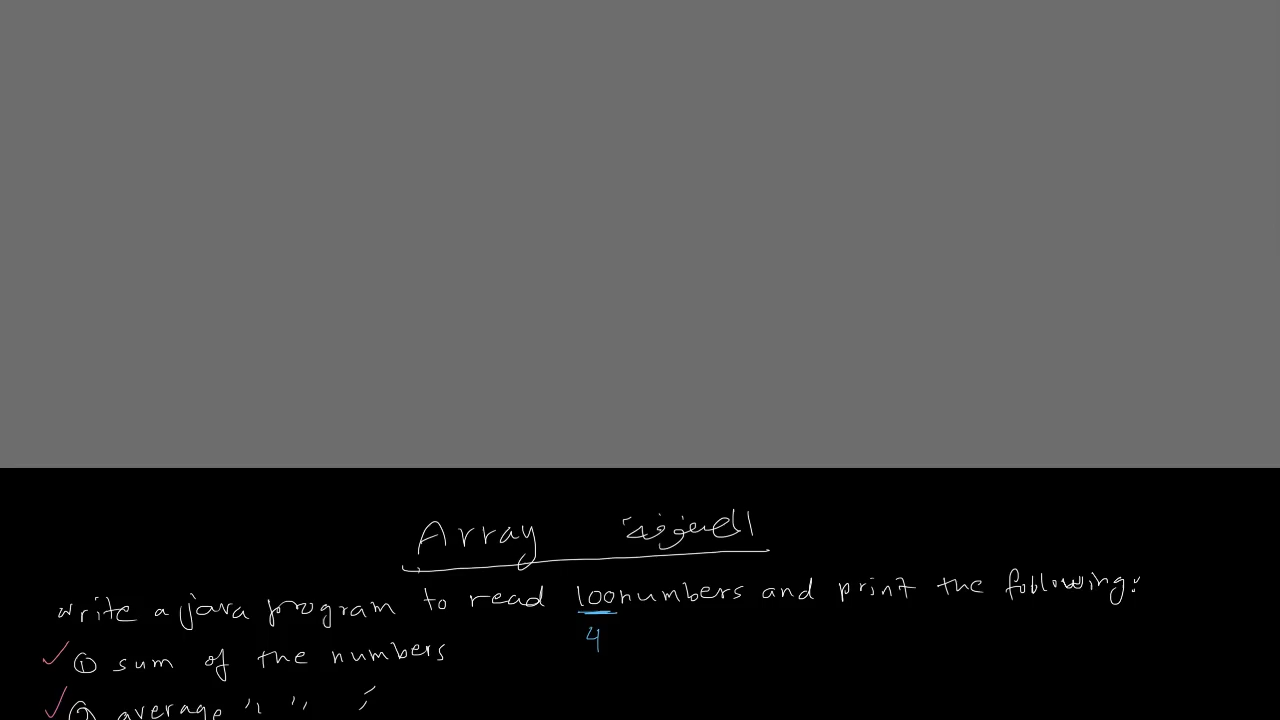 Array المصفوفة
write a java program to read 100 numbers and print the following:
4
① sum of the numbers
② average " " "